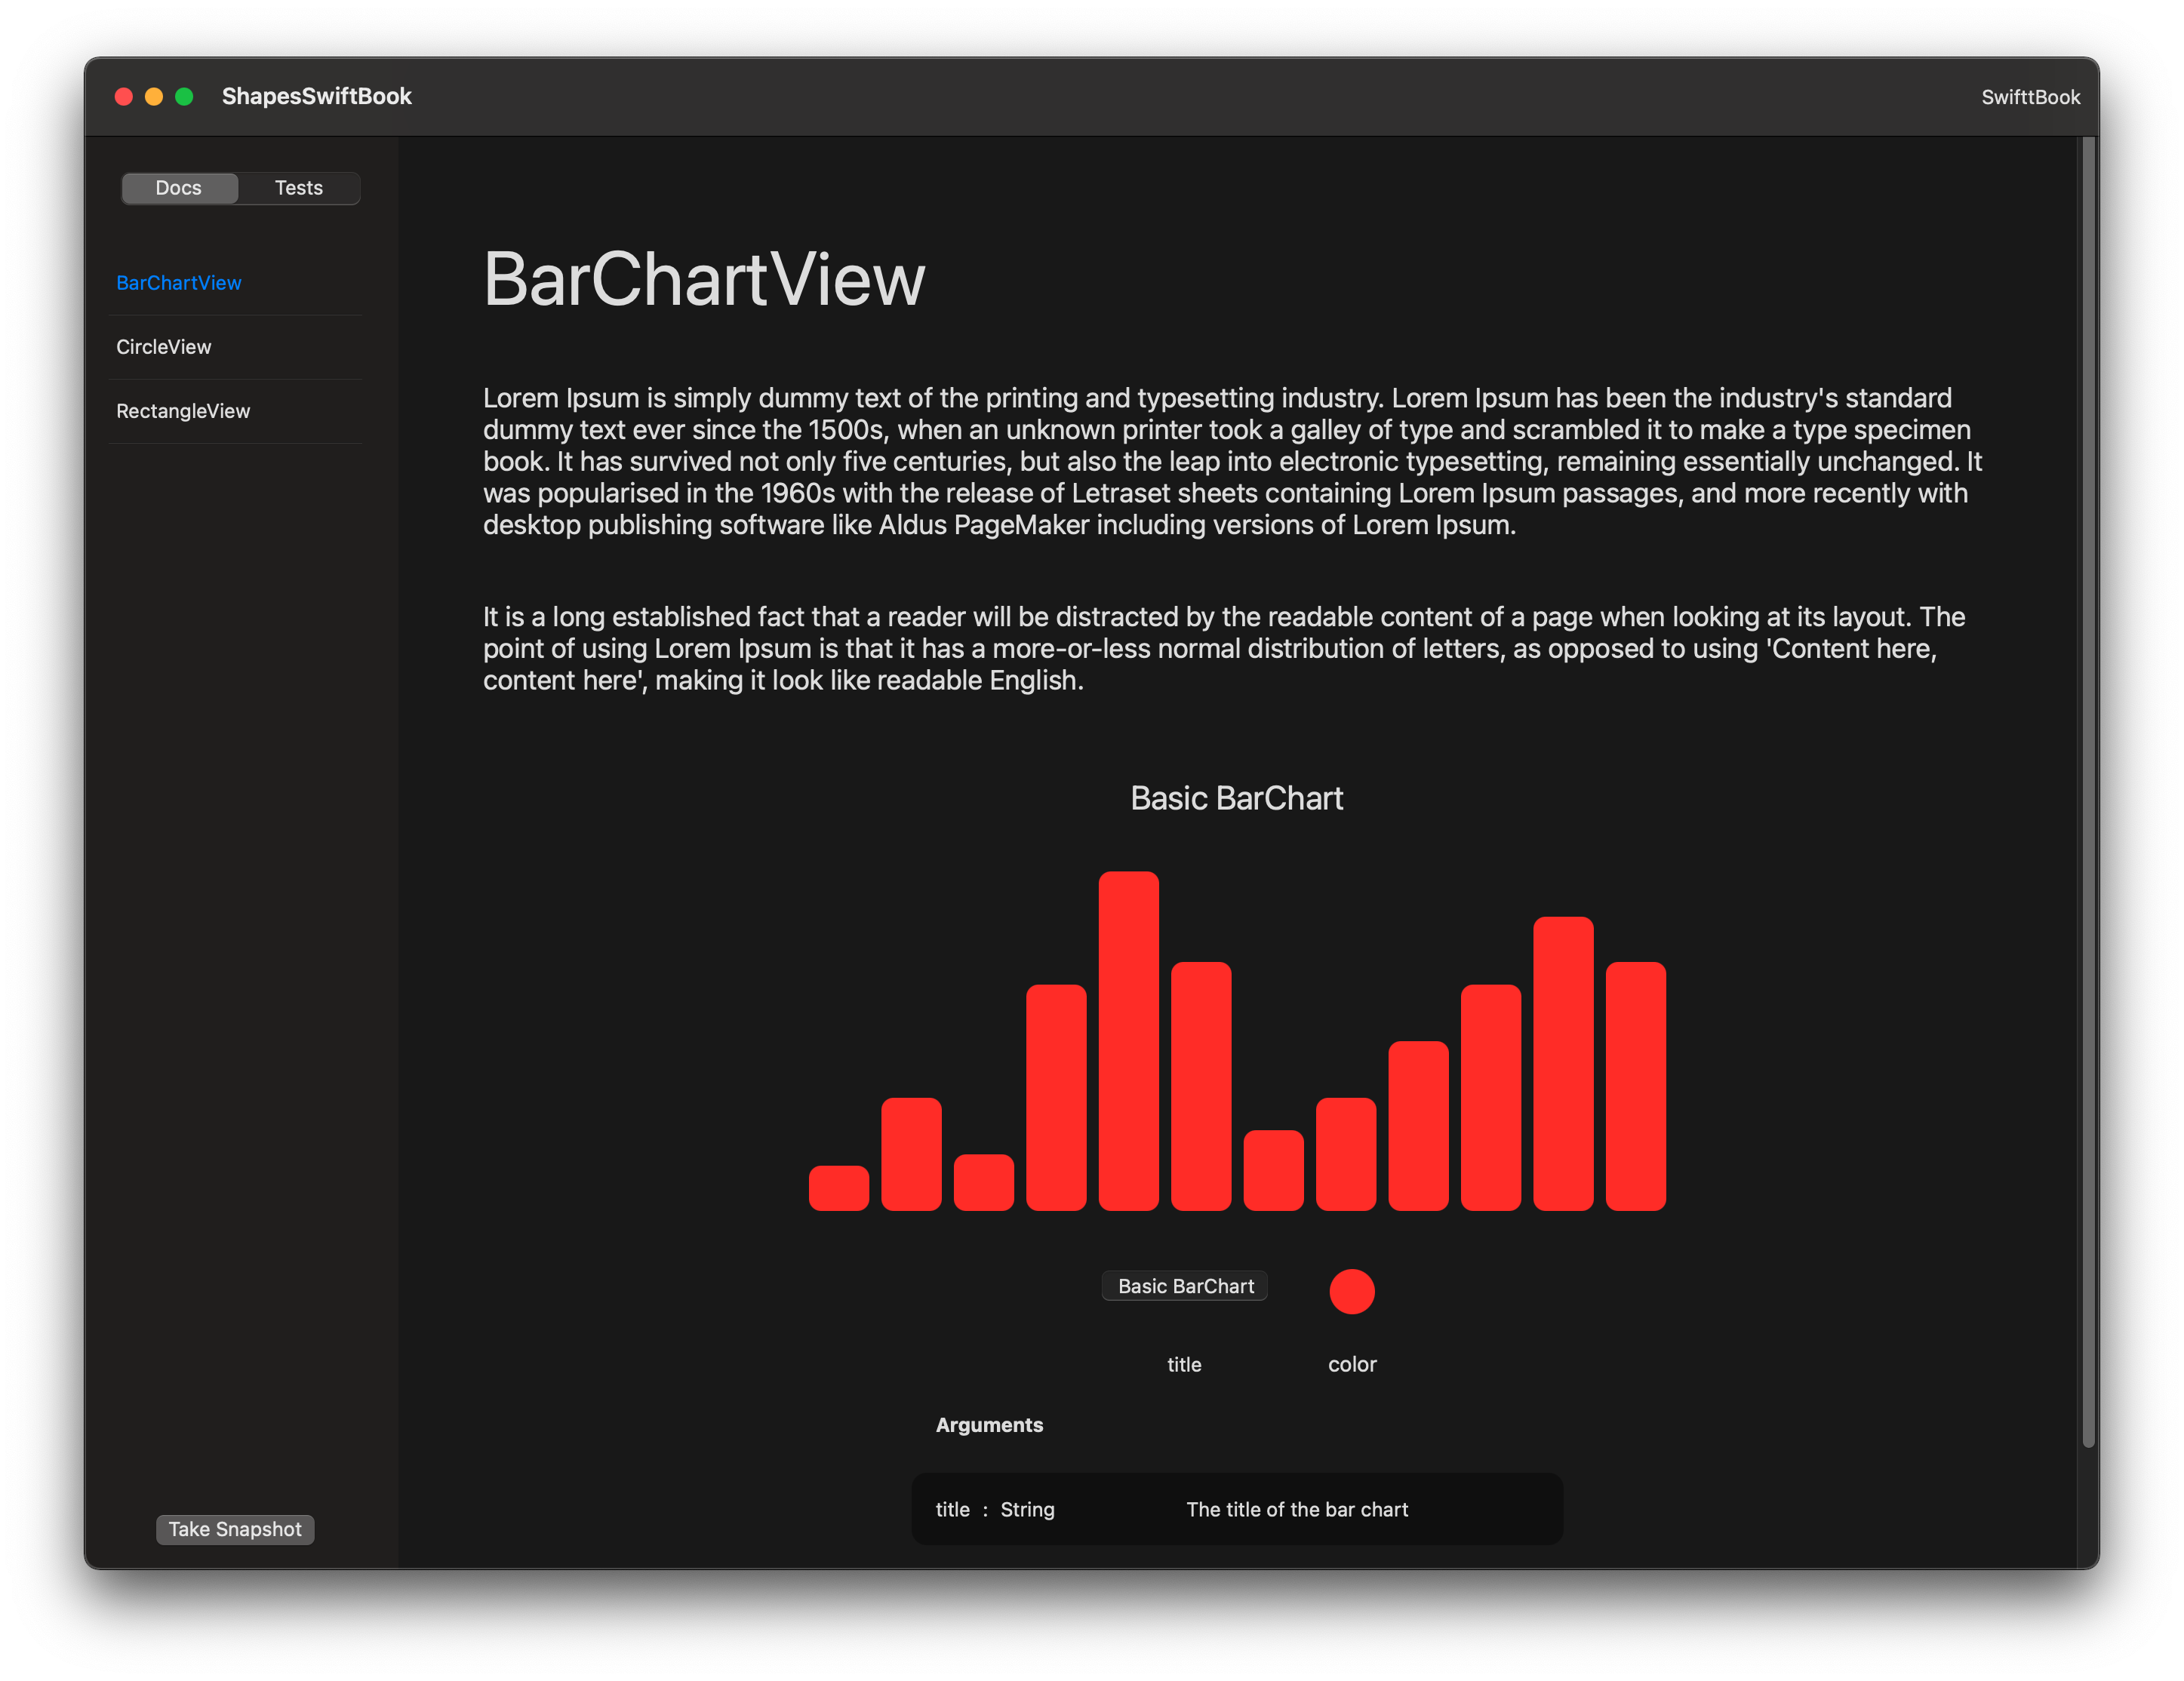 ShapesSwiftBook
SwifttBook
Docs
Tests
BarChartView
CircleView
RectangleView
Take Snapshot
BarChartView
Lorem Ipsum is simply dummy text of the printing and typesetting industry. Lorem Ipsum has been the industry's standard
dummy text ever since the 1500s, when an unknown printer took a galley of type and scrambled it to make a type specimen
book. It has survived not only five centuries, but also the leap into electronic typesetting, remaining essentially unchanged. It
was popularised in the 1960s with the release of Letraset sheets containing Lorem Ipsum passages, and more recently with
desktop publishing software like Aldus PageMaker including versions of Lorem Ipsum.
It is a long established fact that a reader will be distracted by the readable content of a page when looking at its layout. The
point of using Lorem Ipsum is that it has a more-or-less normal distribution of letters, as opposed to using 'Content here,
content here', making it look like readable English.
Basic BarChart
Basic BarChart
title
color
Arguments
title : String
The title of the bar chart